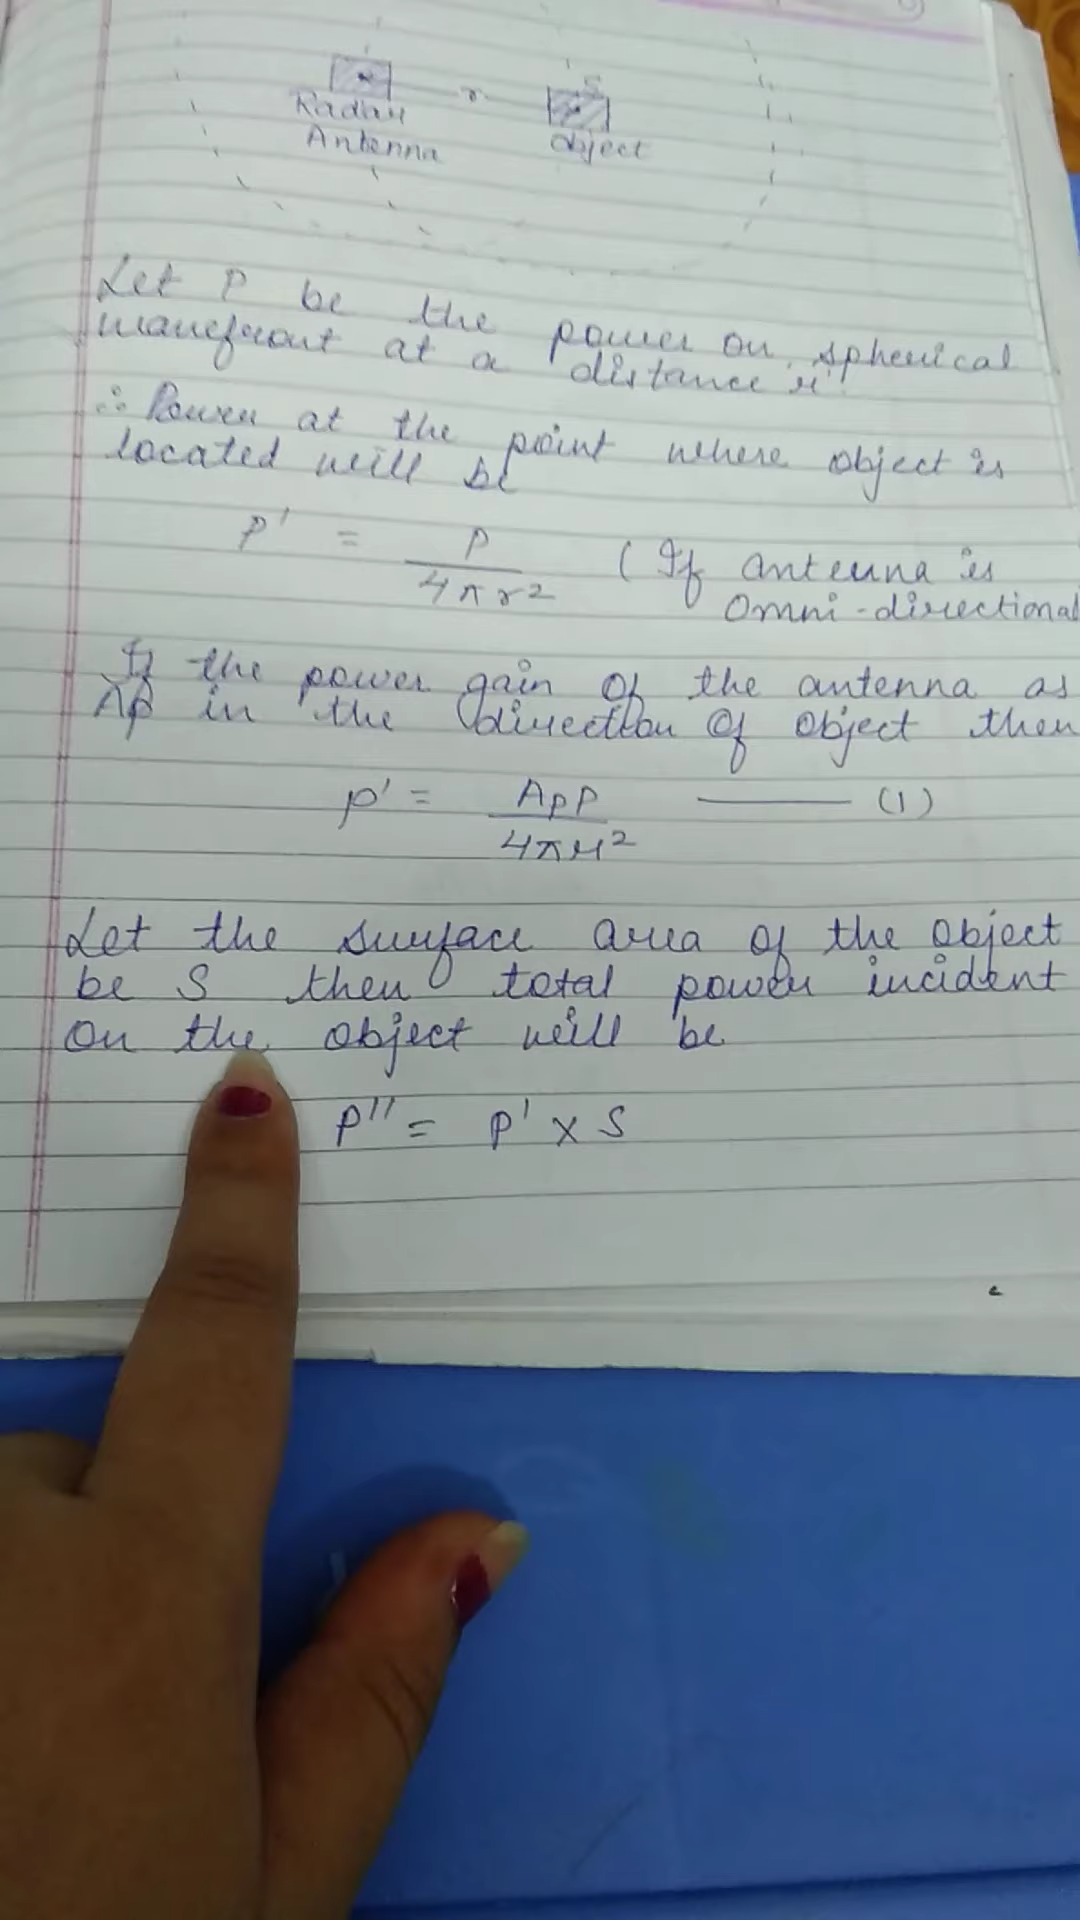 r
S
Radar
Antenna
object
Let P be the power on spherical
wavefront at a distance 'r'
∴ Power at the point where object is
located will be
P' = P / 4πr² (If antenna is
Omni-directional
If the power gain of the antenna as
Ap in the direction of object then
P' = ApP / 4πr² —— (1)
Let the surface area of the object
be S then total power incident
on the object will be
P'' = P' × S